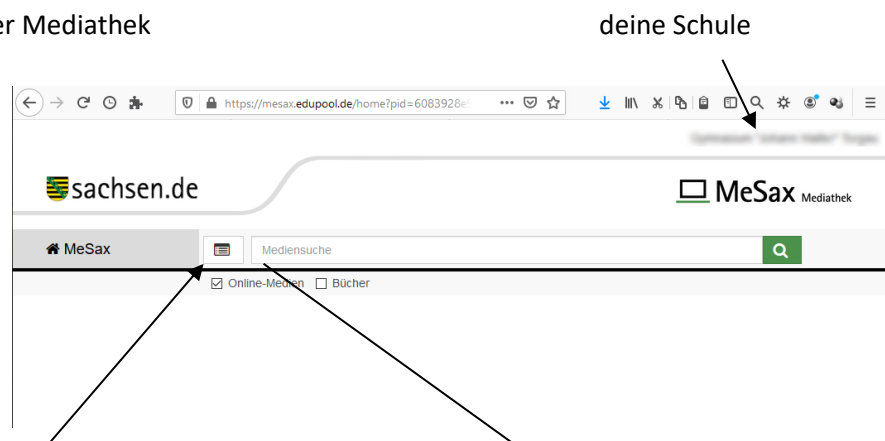 er Mediathek
deine Schule
https://mesax.edupool.de/home?pid=6083928e
sachsen.de
MeSax Mediathek
MeSax
Mediensuche
Online-Medien Bücher